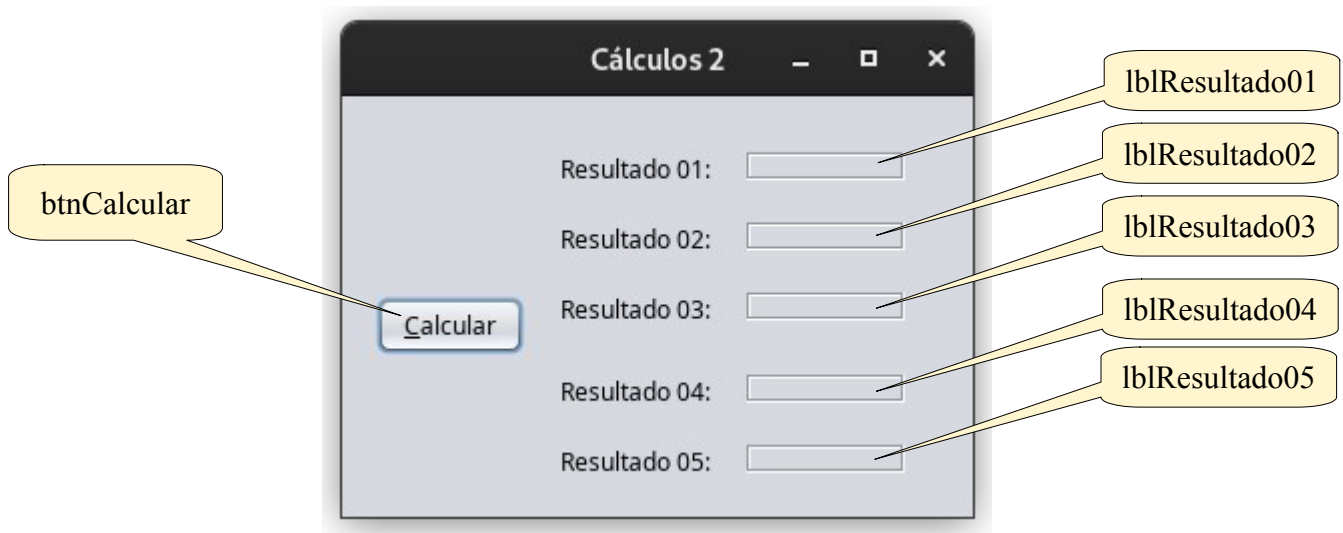 Cálculos 2
lblResultado01
Resultado 01:
lblResultado02
Resultado 02:
btnCalcular
lblResultado03
Resultado 03:
Calcular
lblResultado04
Resultado 04:
lblResultado05
Resultado 05: